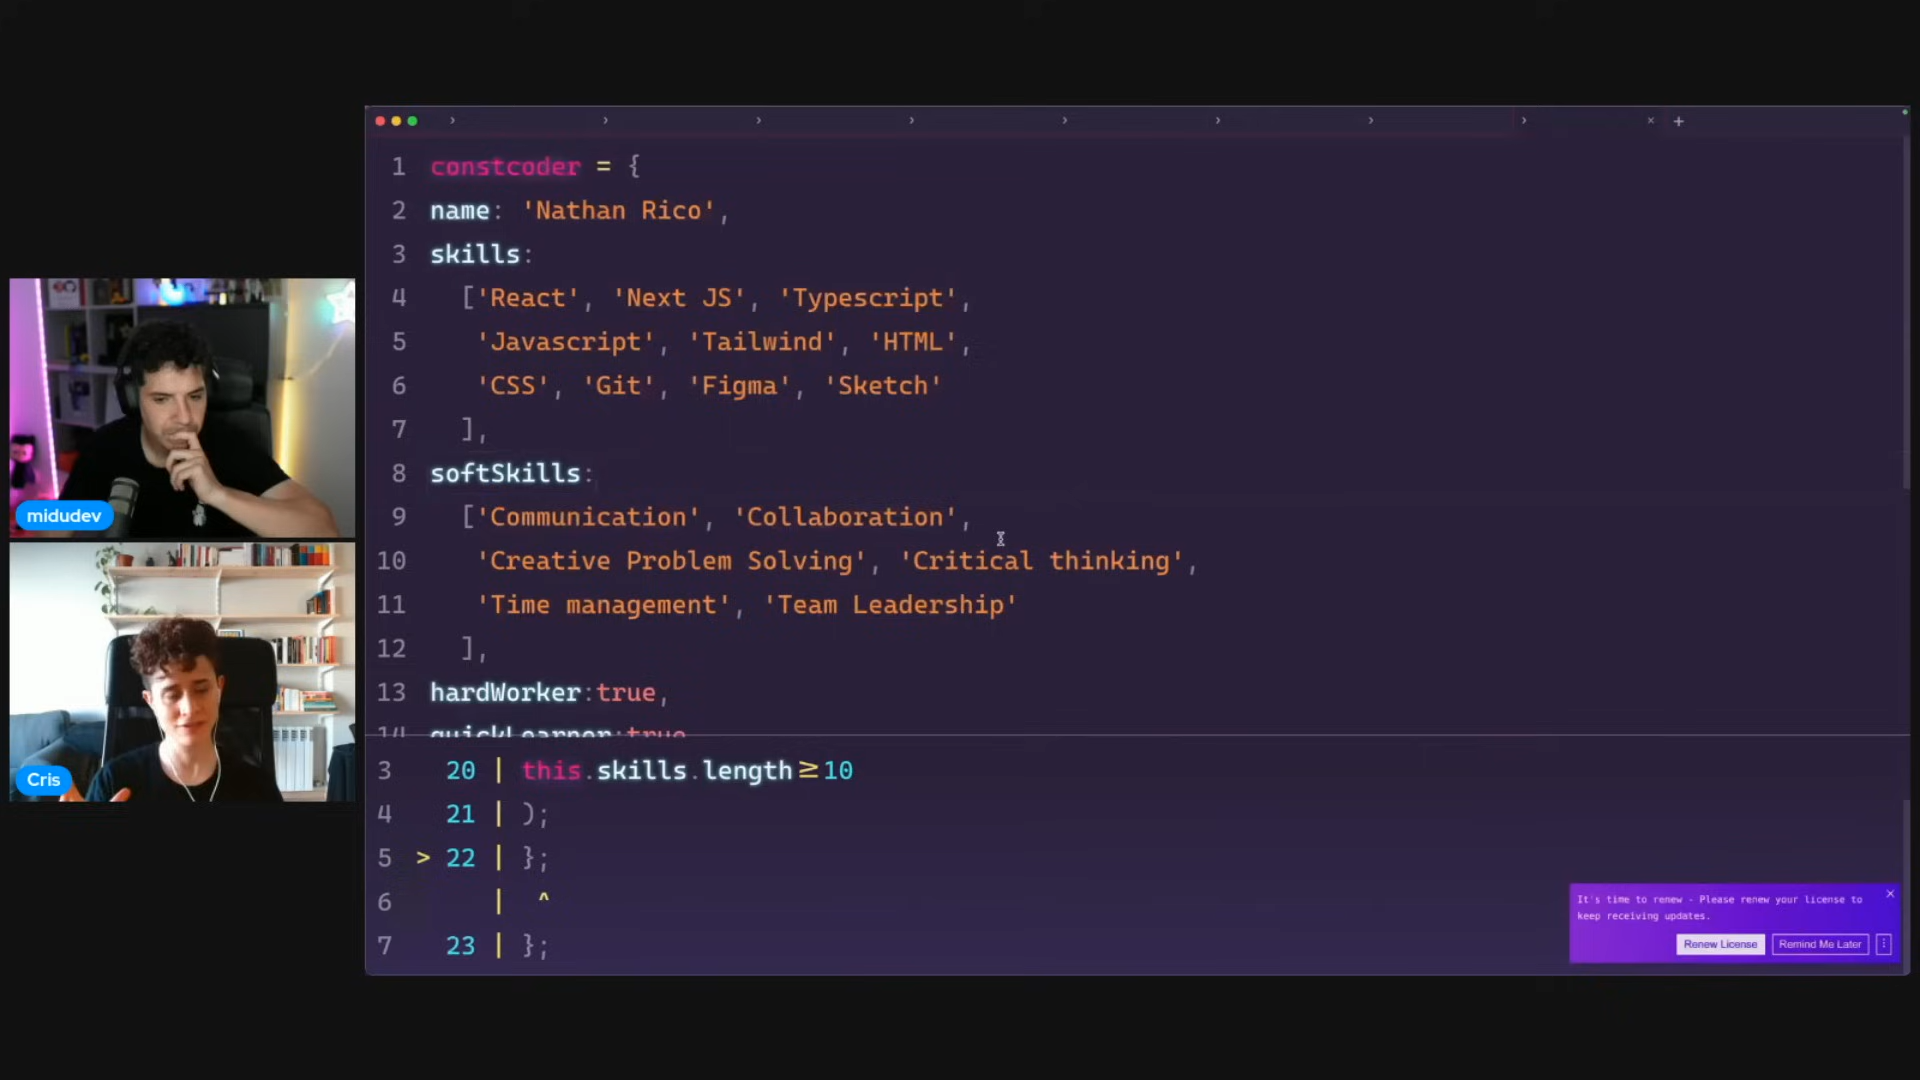 1 constcoder = {
2 name: 'Nathan Rico',
3 skills:
4 ['React', 'Next JS', 'Typescript',
5 'Javascript', 'Tailwind', 'HTML',
6 'CSS', 'Git', 'Figma', 'Sketch'
7 ],
8 softSkills:
9 ['Communication', 'Collaboration',
10 'Creative Problem Solving', 'Critical thinking',
11 'Time management', 'Team Leadership'
12 ],
13 hardWorker:true,
14 quickLearner:true
3 20 | this.skills.length≥10
4 21 | );
5 > 22 | };
6 | ^
7 23 | };
midudev
Cris
It's time to renew - Please renew your license to
keep receiving updates.
Renew License
Remind Me Later